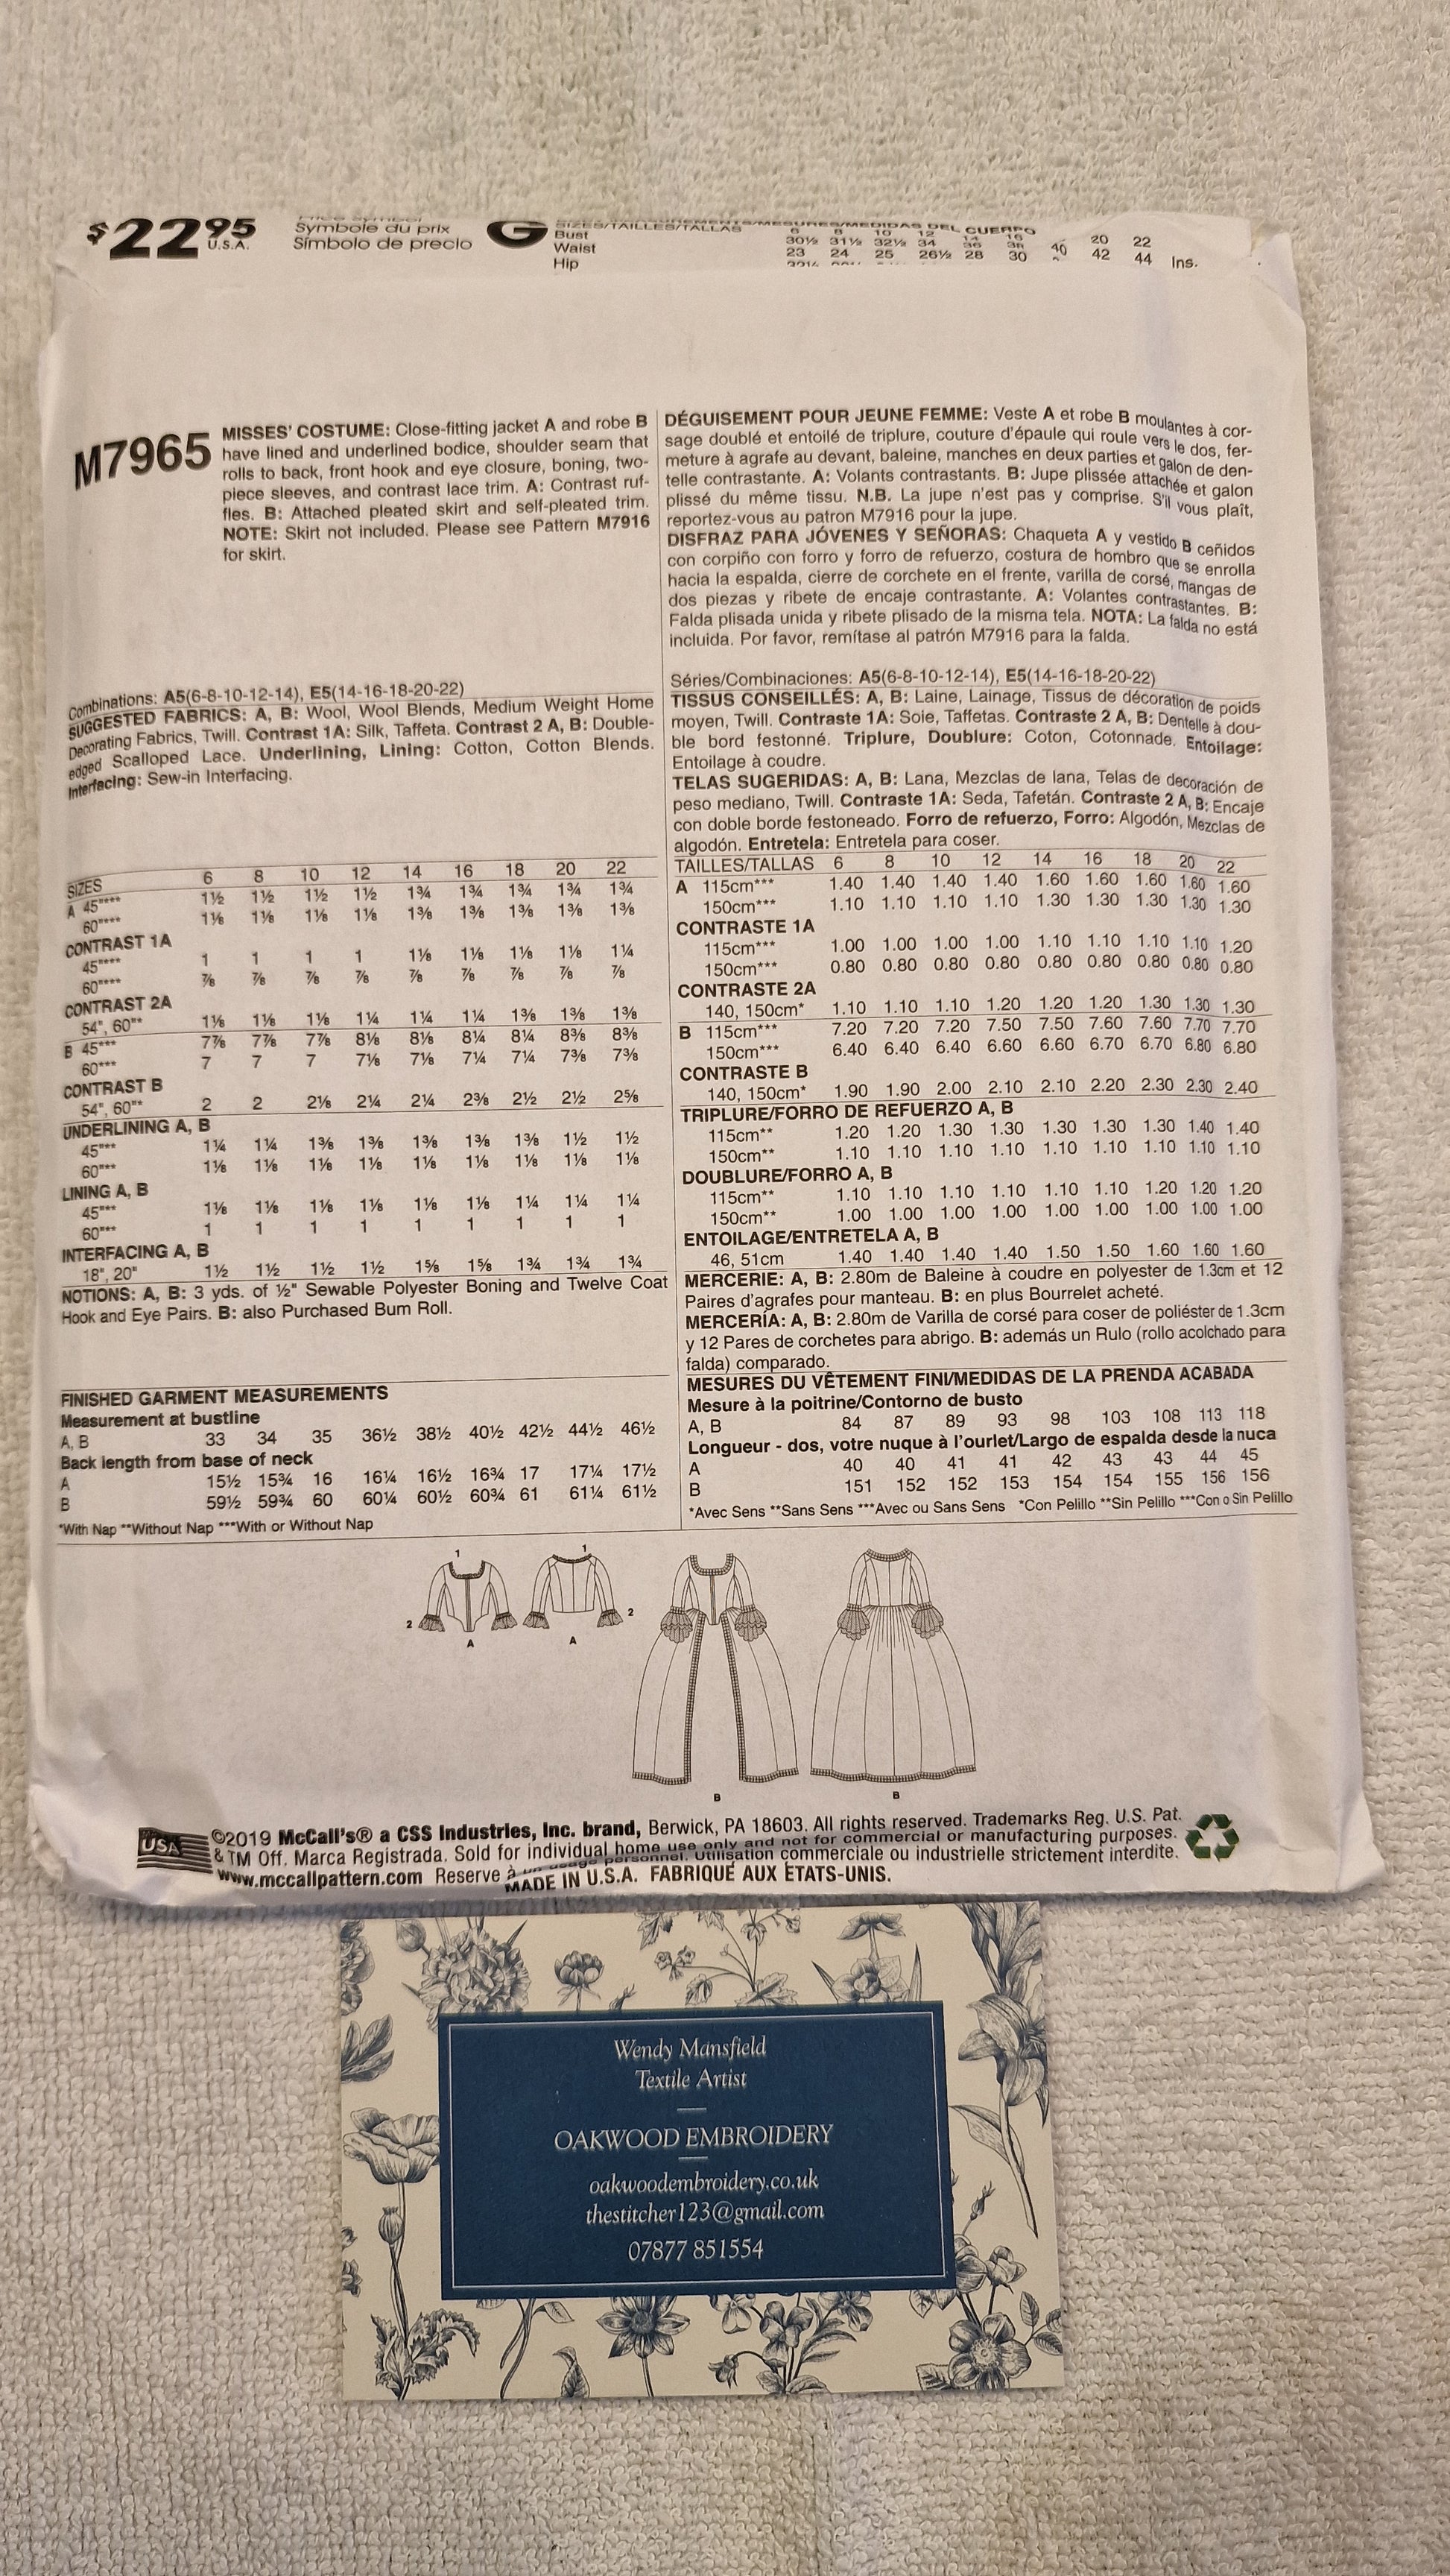 $22.95 U.S.A.
Symbole du prix
Símbolo de precio
G
SIZES/TAILLES/TALLAS 6 8 10 12 14 16 20 22
Bust 30½ 31½ 32½ 34 36 38 40 42 44 Ins.
Waist 23 24 25 26½ 28 30
Hip
M7965
MISSES' COSTUME: Close-fitting jacket A and robe B
have lined and underlined bodice, shoulder seam that
rolls to back, front hook and eye closure, boning, two-
piece sleeves, and contrast lace trim. A: Contrast ruf-
fles. B: Attached pleated skirt and self-pleated trim.
NOTE: Skirt not included. Please see Pattern M7916
for skirt.
Combinations: A5(6-8-10-12-14), E5(14-16-18-20-22)
SUGGESTED FABRICS: A, B: Wool, Wool Blends, Medium Weight Home
Decorating Fabrics, Twill. Contrast 1A: Silk, Taffeta. Contrast 2 A, B: Double-
edged Scalloped Lace. Underlining, Lining: Cotton, Cotton Blends.
Interfacing: Sew-in Interfacing.
SIZES 6 8 10 12 14 16 18 20 22
A 45"*** 1½ 1½ 1½ 1½ 1¾ 1¾ 1¾ 1¾ 1¾
60"*** 1⅛ 1⅛ 1⅛ 1⅛ 1⅜ 1⅜ 1⅜ 1⅜ 1⅜
CONTRAST 1A
45"*** 1 1 1 1 1⅛ 1⅛ 1⅛ 1⅛ 1¼
60"*** ⅞ ⅞ ⅞ ⅞ ⅞ ⅞ ⅞ ⅞ ⅞
CONTRAST 2A
54", 60"* 1⅛ 1⅛ 1⅛ 1¼ 1¼ 1¼ 1⅜ 1⅜ 1⅜
B 45"*** 7⅞ 7⅞ 7⅞ 8⅛ 8⅛ 8¼ 8¼ 8⅜ 8⅜
60"*** 7 7 7 7⅛ 7⅛ 7¼ 7¼ 7⅜ 7⅜
CONTRAST B
54", 60"* 2 2 2⅛ 2¼ 2¼ 2⅜ 2½ 2½ 2⅝
UNDERLINING A, B
45"** 1¼ 1¼ 1⅜ 1⅜ 1⅜ 1⅜ 1⅜ 1½ 1½
60"** 1⅛ 1⅛ 1⅛ 1⅛ 1⅛ 1⅛ 1⅛ 1⅛ 1⅛
LINING A, B
45"** 1⅛ 1⅛ 1⅛ 1⅛ 1⅛ 1⅛ 1¼ 1¼ 1¼
60"** 1 1 1 1 1 1 1 1 1
INTERFACING A, B
18", 20" 1½ 1½ 1½ 1½ 1⅝ 1⅝ 1¾ 1¾ 1¾
NOTIONS: A, B: 3 yds. of ½" Sewable Polyester Boning and Twelve Coat
Hook and Eye Pairs. B: also Purchased Bum Roll.
FINISHED GARMENT MEASUREMENTS
Measurement at bustline
A, B 33 34 35 36½ 38½ 40½ 42½ 44½ 46½
Back length from base of neck
A 15½ 15¾ 16 16¼ 16½ 16¾ 17 17¼ 17½
B 59½ 59¾ 60 60¼ 60½ 60¾ 61 61¼ 61½
*With Nap **Without Nap ***With or Without Nap
DÉGUISEMENT POUR JEUNE FEMME: Veste A et robe B moulantes à cor-
sage doublé et entoilé de triplure, couture d'épaule qui roule vers le dos, fer-
meture à agrafe au devant, baleine, manches en deux parties et galon de den-
telle contrastante. A: Volants contrastants. B: Jupe plissée attachée et galon
plissé du même tissu. N.B. La jupe n'est pas y comprise. S'il vous plaît,
reportez-vous au patron M7916 pour la jupe.
DISFRAZ PARA JÓVENES Y SEÑORAS: Chaqueta A y vestido B ceñidos
con corpiño con forro y forro de refuerzo, costura de hombro que se enrolla
hacia la espalda, cierre de corchete en el frente, varilla de corsé, mangas de
dos piezas y ribete de encaje contrastante. A: Volantes contrastantes. B:
Falda plisada unida y ribete plisado de la misma tela. NOTA: La falda no está
incluida. Por favor, remítase al patrón M7916 para la falda.
Séries/Combinaciones: A5(6-8-10-12-14), E5(14-16-18-20-22)
TISSUS CONSEILLÉS: A, B: Laine, Lainage, Tissus de décoration de poids
moyen, Twill. Contraste 1A: Soie, Taffetas. Contraste 2 A, B: Dentelle à dou-
ble bord festonné. Triplure, Doublure: Coton, Cotonnade. Entoilage:
Entoilage à coudre.
TELAS SUGERIDAS: A, B: Lana, Mezclas de lana, Telas de decoración de
peso mediano, Twill. Contraste 1A: Seda, Tafetán. Contraste 2 A, B: Encaje
con doble borde festoneado. Forro de refuerzo, Forro: Algodón, Mezclas de
algodón. Entretela: Entretela para coser.
TAILLES/TALLAS 6 8 10 12 14 16 18 20 22
A 115cm*** 1.40 1.40 1.40 1.40 1.60 1.60 1.60 1.60 1.60
150cm*** 1.10 1.10 1.10 1.10 1.30 1.30 1.30 1.30 1.30
CONTRASTE 1A
115cm*** 1.00 1.00 1.00 1.00 1.10 1.10 1.10 1.10 1.20
150cm*** 0.80 0.80 0.80 0.80 0.80 0.80 0.80 0.80 0.80
CONTRASTE 2A
140, 150cm* 1.10 1.10 1.10 1.20 1.20 1.20 1.30 1.30 1.30
B 115cm*** 7.20 7.20 7.20 7.50 7.50 7.60 7.60 7.70 7.70
150cm*** 6.40 6.40 6.40 6.60 6.60 6.70 6.70 6.80 6.80
CONTRASTE B
140, 150cm* 1.90 1.90 2.00 2.10 2.10 2.20 2.30 2.30 2.40
TRIPLURE/FORRO DE REFUERZO A, B
115cm** 1.20 1.20 1.30 1.30 1.30 1.30 1.30 1.40 1.40
150cm** 1.10 1.10 1.10 1.10 1.10 1.10 1.10 1.10 1.10
DOUBLURE/FORRO A, B
115cm** 1.10 1.10 1.10 1.10 1.10 1.10 1.20 1.20 1.20
150cm** 1.00 1.00 1.00 1.00 1.00 1.00 1.00 1.00 1.00
ENTOILAGE/ENTRETELA A, B
46, 51cm 1.40 1.40 1.40 1.40 1.50 1.50 1.60 1.60 1.60
MERCERIE: A, B: 2.80m de Baleine à coudre en polyester de 1.3cm et 12
Paires d'agrafes pour manteau. B: en plus Bourrelet acheté.
MERCERÍA: A, B: 2.80m de Varilla de corsé para coser de poliéster de 1.3cm
y 12 Pares de corchetes para abrigo. B: además un Rulo (rollo acolchado para
falda) comparado.
MESURES DU VÊTEMENT FINI/MEDIDAS DE LA PRENDA ACABADA
Mesure à la poitrine/Contorno de busto
A, B 84 87 89 93 98 103 108 113 118
Longueur - dos, votre nuque à l'ourlet/Largo de espalda desde la nuca
A 40 40 41 41 42 43 43 44 45
B 151 152 152 153 154 154 155 156 156
*Avec Sens **Sans Sens ***Avec ou Sans Sens *Con Pelillo **Sin Pelillo ***Con o Sin Pelillo
1 1
2 2
A A
B B
USA
©2019 McCall's® a CSS Industries, Inc. brand, Berwick, PA 18603. All rights reserved. Trademarks Reg. U.S. Pat.
& TM Off. Marca Registrada. Sold for individual home use only and not for commercial or manufacturing purposes.
www.mccallpattern.com Reserve à un usage personnel. Utilisation commerciale ou industrielle strictement interdite.
MADE IN U.S.A. FABRIQUÉ AUX ÉTATS-UNIS.
Wendy Mansfield
Textile Artist
OAKWOOD EMBROIDERY
oakwoodembroidery.co.uk
thestitcher123@gmail.com
07877 851554